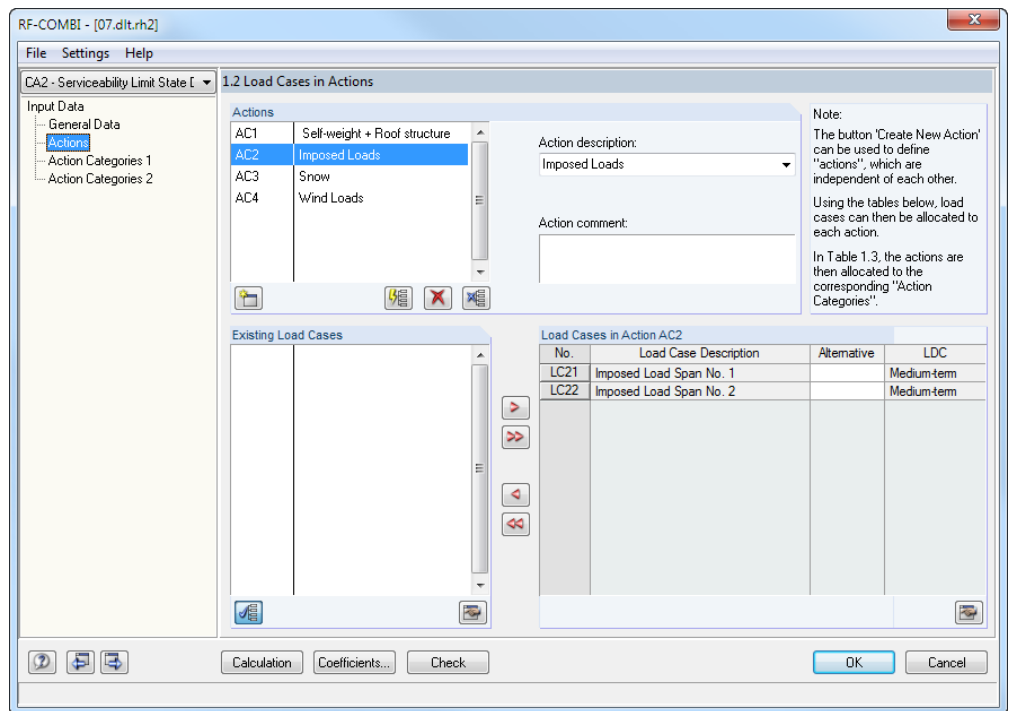 RF-COMBI - [07.dlt.rh2]
File Settings Help
CA2 - Serviceability Limit State [
1.2 Load Cases in Actions
Input Data
General Data
Actions
Action Categories 1
Action Categories 2
Actions
AC1 Self-weight + Roof structure
AC2 Imposed Loads
AC3 Snow
AC4 Wind Loads
Action description:
Imposed Loads
Action comment:
Note:
The button 'Create New Action'
can be used to define
"actions", which are
independent of each other.
Using the tables below, load
cases can then be allocated to
each action.
In Table 1.3, the actions are
then allocated to the
corresponding "Action
Categories".
Existing Load Cases
Load Cases in Action AC2
No. Load Case Description Alternative LDC
LC21 Imposed Load Span No. 1 Medium-term
LC22 Imposed Load Span No. 2 Medium-term
Calculation Coefficients... Check OK Cancel